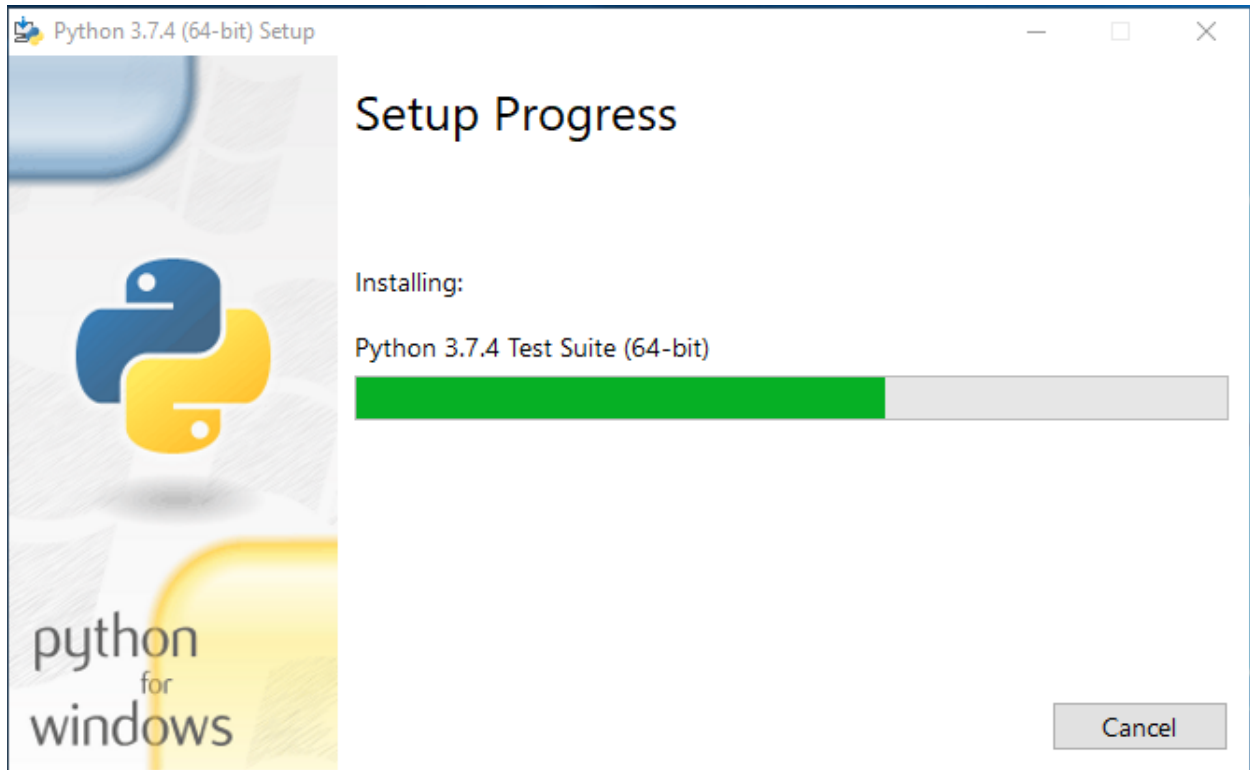 Python 3.7.4 (64-bit) Setup
Setup Progress
Installing:
Python 3.7.4 Test Suite (64-bit)
python
for
windows
Cancel